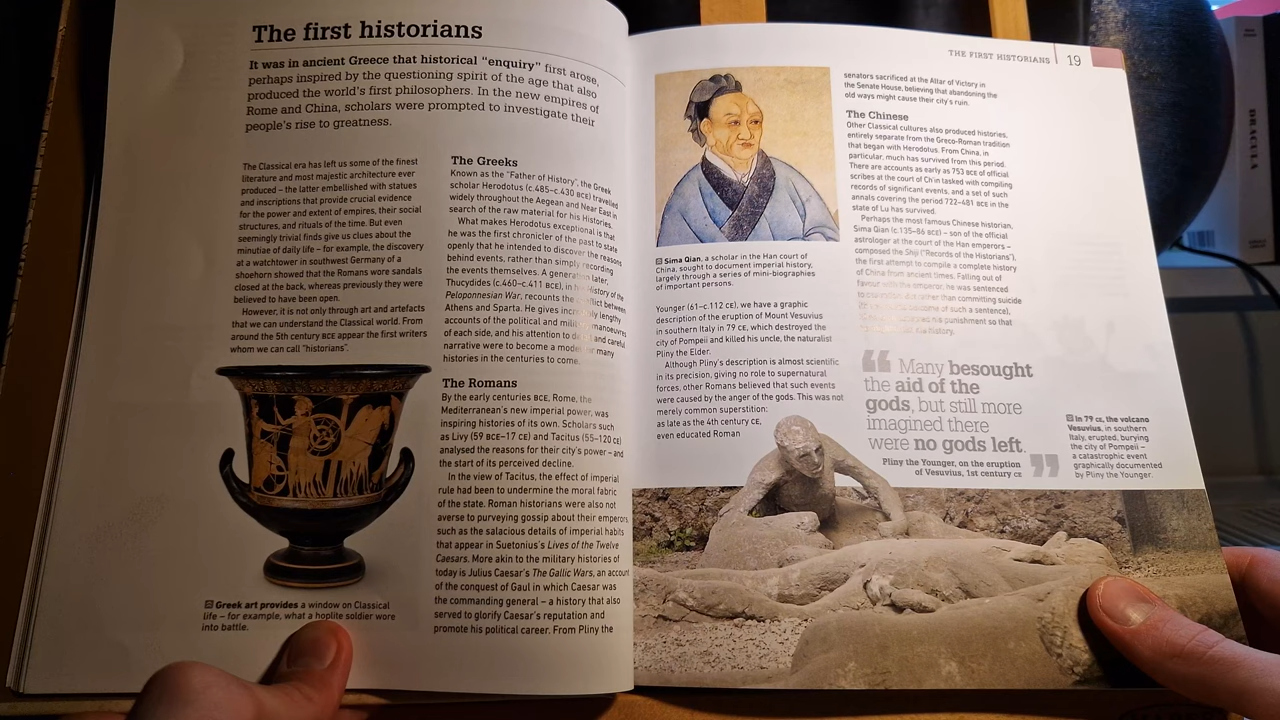 The first historians
It was in ancient Greece that historical “enquiry” first arose,
perhaps inspired by the questioning spirit of the age that also
produced the world’s first philosophers. In the new empires of
Rome and China, scholars were prompted to investigate their
people’s rise to greatness.
The Classical era has left us some of the finest
literature and most majestic architecture ever
produced – the latter embellished with statues
and inscriptions that provide crucial evidence
for the power and extent of empires, their social
structures, and rituals of the time. But even
seemingly trivial finds give us clues about the
minutiae of daily life – for example, the discovery
at a watchtower in southwest Germany of a
shoehorn showed that the Romans wore sandals
closed at the back, whereas previously they were
believed to have been open.
However, it is not only through art and artefacts
that we can understand the Classical world. From
around the 5th century BCE appear the first writers
whom we can call “historians”.
Greek art provides a window on Classical
life – for example, what a hoplite soldier wore
into battle.
The Greeks
Known as the “Father of History”, the Greek
scholar Herodotus (c.485–c.430 BCE) travelled
widely throughout the Aegean and Near East in
search of the raw material for his Histories.
What makes Herodotus exceptional is that
he was the first chronicler of the past to state
openly that he intended to discover the reasons
behind events, rather than simply recording
the events themselves. A generation later,
Thucydides (c.460–c.411 BCE), in History of the
Peloponnesian War, recounts the conflict between
Athens and Sparta. He gives lengthy
accounts of the political and manoeuvres
of each side, and his attention to and careful
narrative were to become a model many
histories in the centuries to come.
The Romans
By the early centuries BCE, Rome, the
Mediterranean’s new imperial power, was
inspiring histories of its own. Scholars such
as Livy (59 BCE–17 CE) and Tacitus (55–120 CE)
analysed the reasons for their city’s power – and
the start of its perceived decline.
In the view of Tacitus, the effect of imperial
rule had been to undermine the moral fabric
of the state. Roman historians were also not
averse to purveying gossip about their emperors,
such as the salacious details of imperial habits
that appear in Suetonius’s Lives of the Twelve
Caesars. More akin to the military histories of
today is Julius Caesar’s The Gallic Wars, an account
of the conquest of Gaul in which Caesar was
the commanding general – a history that also
served to glorify Caesar’s reputation and
promote his political career. From Pliny the
THE FIRST HISTORIANS 19
Sima Qian, a scholar in the Han court of
China, sought to document imperial history,
largely through a series of mini-biographies
of important persons.
Younger (61–c.112 CE), we have a graphic
description of the eruption of Mount Vesuvius
in southern Italy in 79 CE, which destroyed the
city of Pompeii and killed his uncle, the naturalist
Pliny the Elder.
Although Pliny’s description is almost scientific
in its precision, giving no role to supernatural
forces, other Romans believed that such events
were caused by the anger of the gods. This was not
merely common superstition:
as late as the 4th century CE,
even educated Roman
senators sacrificed at the Altar of Victory in
the Senate House, believing that abandoning the
old ways might cause their city’s ruin.
The Chinese
Other Classical cultures also produced histories,
entirely separate from the Greco-Roman tradition
that began with Herodotus. From China, in
particular, much has survived from this period.
There are accounts as early as 753 BCE of official
scribes at the court of Ch’in tasked with compiling
records of significant events, and a set of such
annals covering the period 722–481 BCE in the
state of Lu has survived.
Perhaps the most famous Chinese historian,
Sima Qian (c.135–86 BCE) – son of the official
astrologer at the court of the Han emperors –
composed the Shiji (“Records of the Historians”),
the first attempt to compile a complete history
of China from ancient times. Falling out of
favour with the emperor, he was sentenced
to rather than committing suicide
of such a sentence),
his punishment so that
history.
“Many besought
the aid of the
gods, but still more
imagined there
were no gods left.”
Pliny the Younger, on the eruption
of Vesuvius, 1st century CE
In 79 CE, the volcano
Vesuvius, in southern
Italy, erupted, burying
the city of Pompeii –
a catastrophic event
graphically documented
by Pliny the Younger.
DRACULA